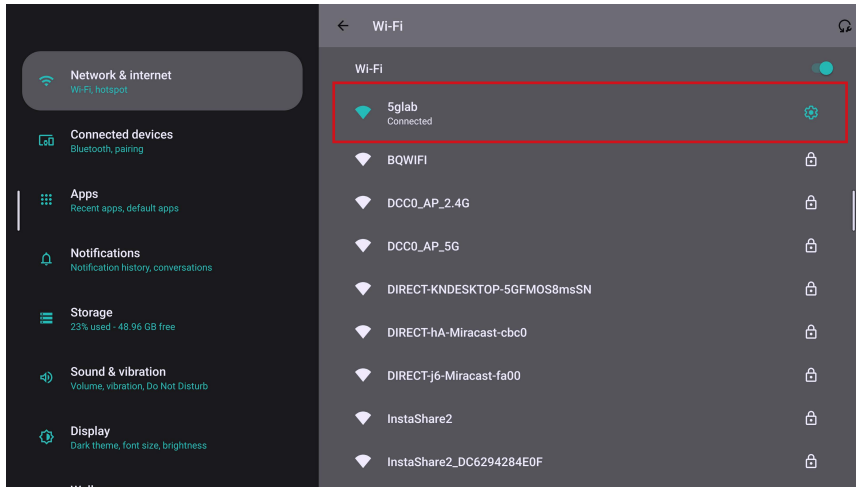 Network & internet
Wi-Fi, hotspot
Connected devices
Bluetooth, pairing
Apps
Recent apps, default apps
Notifications
Notification history, conversations
Storage
23% used - 48.96 GB free
Sound & vibration
Volume, vibration, Do Not Disturb
Display
Dark theme, font size, brightness
Wi-Fi
Wi-Fi
5glab
Connected
BQWIFI
DCC0_AP_2.4G
DCC0_AP_5G
DIRECT-KNDESKTOP-5GFMOS8msSN
DIRECT-hA-Miracast-cbc0
DIRECT-j6-Miracast-fa00
InstaShare2
InstaShare2_DC6294284E0F